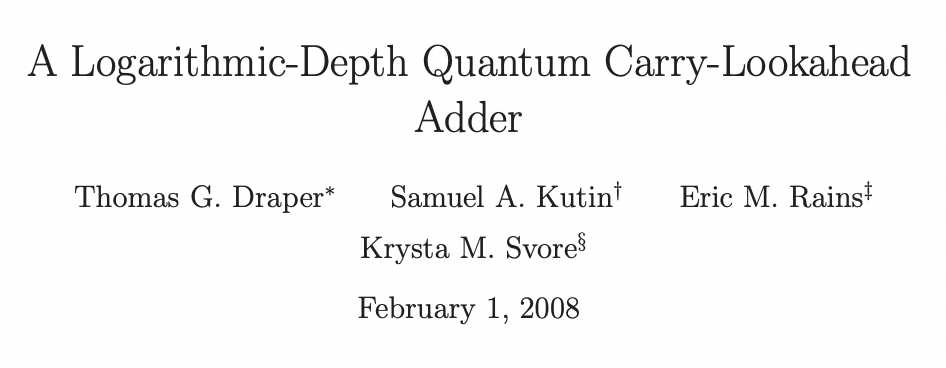 A Logarithmic-Depth Quantum Carry-Lookahead
Adder
Thomas G. Draper* Samuel A. Kutin† Eric M. Rains‡
Krysta M. Svore§
February 1, 2008